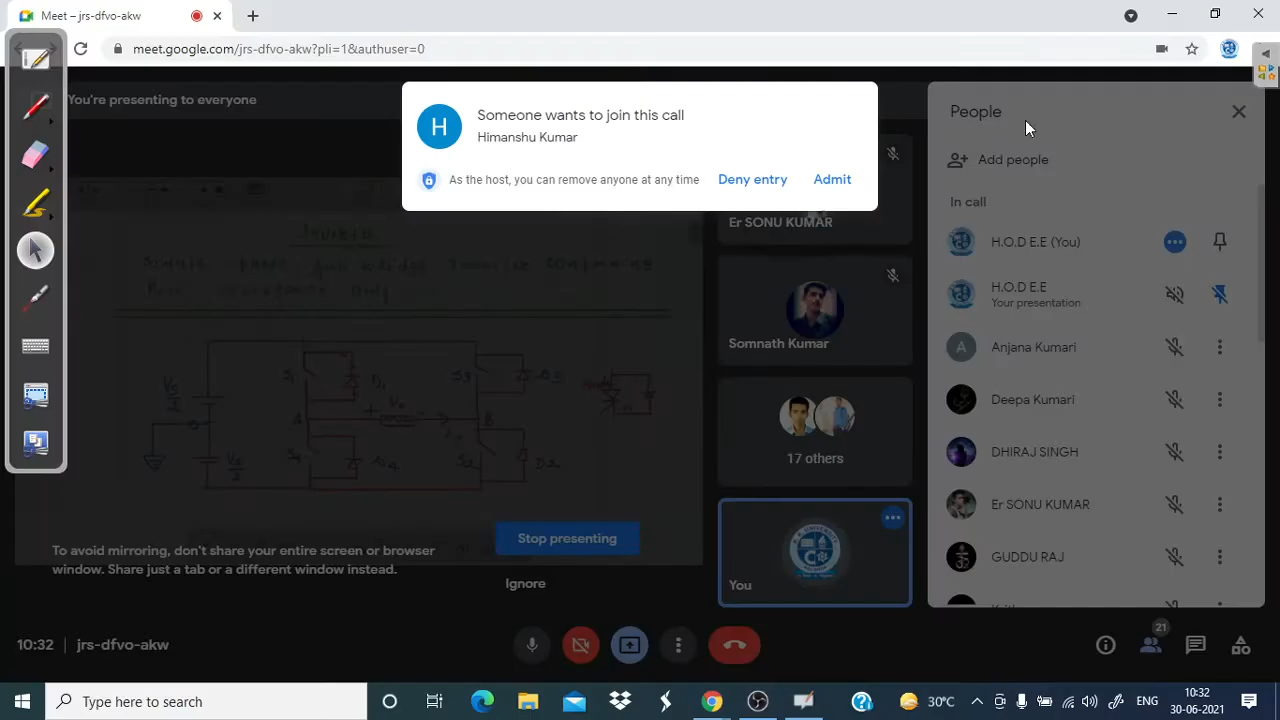 Meet – jrs-dfvo-akw
meet.google.com/jrs-dfvo-akw?pli=1&authuser=0
You're presenting to everyone
H
Someone wants to join this call
Himanshu Kumar
As the host, you can remove anyone at any time
Deny entry
Admit
Er SONU KUMAR
Somnath Kumar
17 others
You
To avoid mirroring, don't share your entire screen or browser
window. Share just a tab or a different window instead.
Stop presenting
Ignore
People
Add people
In call
H.O.D E.E (You)
H.O.D E.E
Your presentation
A
Anjana Kumari
Deepa Kumari
DHIRAJ SINGH
Er SONU KUMAR
GUDDU RAJ
10:32
jrs-dfvo-akw
21
Type here to search
30°C
ENG
10:32
30-06-2021